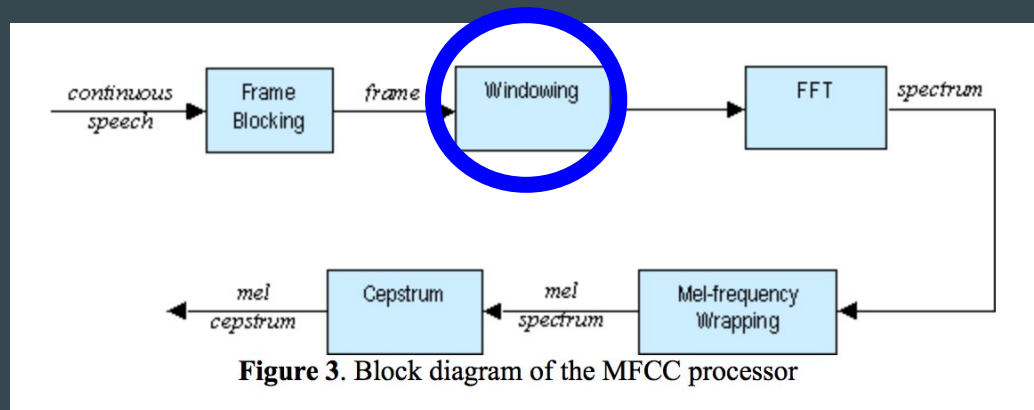 continuous
speech
Frame
Blocking
frame
Windowing
FFT
spectrum
mel
cepstrum
Cepstrum
mel
spectrum
Mel-frequency
Wrapping
Figure 3. Block diagram of the MFCC processor